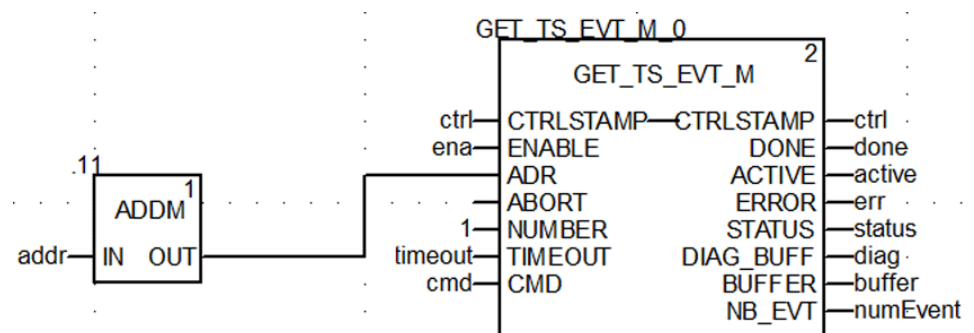 GET_TS_EVT_M_0
2
GET_TS_EVT_M
ctrl CTRLSTAMP CTRLSTAMP ctrl
ena ENABLE DONE done
.11
1
ADR ACTIVE active
ADDM
ABORT ERROR err
1 NUMBER STATUS status
addr IN OUT
timeout TIMEOUT DIAG_BUFF diag
cmd CMD BUFFER buffer
NB_EVT numEvent